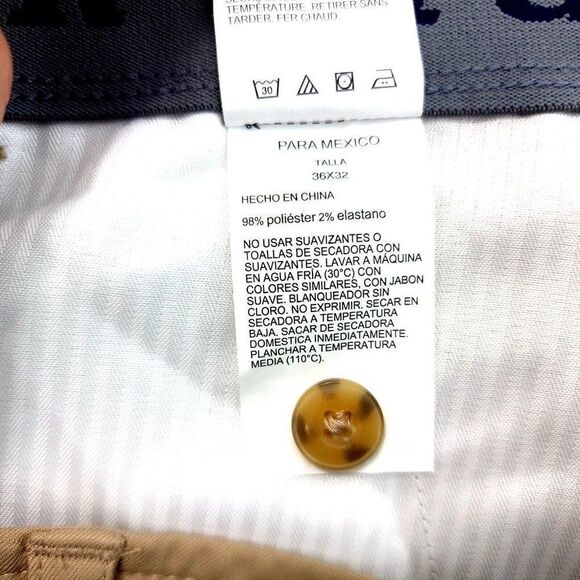 TEMPÉRATURE. RETIRER SANS
TARDER. FER CHAUD.
30
PARA MEXICO
TALLA
36X32
HECHO EN CHINA
98% poliéster 2% elastano
NO USAR SUAVIZANTES O
TOALLAS DE SECADORA CON
SUAVIZANTES. LAVAR A MÁQUINA
EN AGUA FRÍA (30°C) CON
COLORES SIMILARES, CON JABON
SUAVE. BLANQUEADOR SIN
CLORO. NO EXPRIMIR. SECAR EN
SECADORA A TEMPERATURA
BAJA. SACAR DE SECADORA
DOMESTICA INMEDIATAMENTE.
PLANCHAR A TEMPERATURA
MEDIA (110°C).